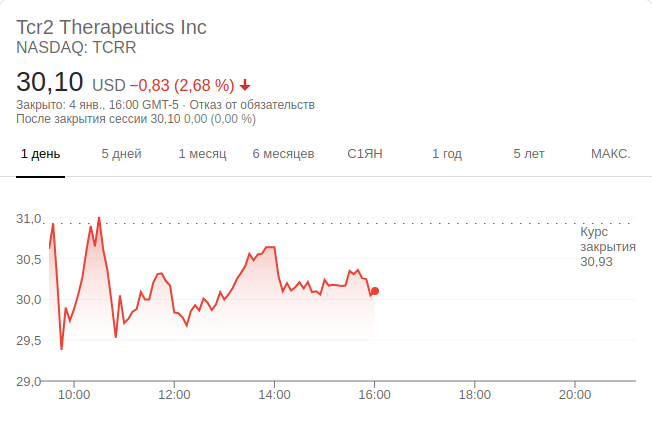 Tcr2 Therapeutics Inc
NASDAQ: TCRR
30,10 USD −0,83 (2,68 %)
Закрыто: 4 янв., 16:00 GMT-5 · Отказ от обязательств
После закрытия сессии 30,10 0,00 (0,00 %)
1 день 5 дней 1 месяц 6 месяцев С1ЯН 1 год 5 лет МАКС.
31,0
Курс
закрытия
30,5
30,93
30,0
29,5
29,0
10:00 12:00 14:00 16:00 18:00 20:00